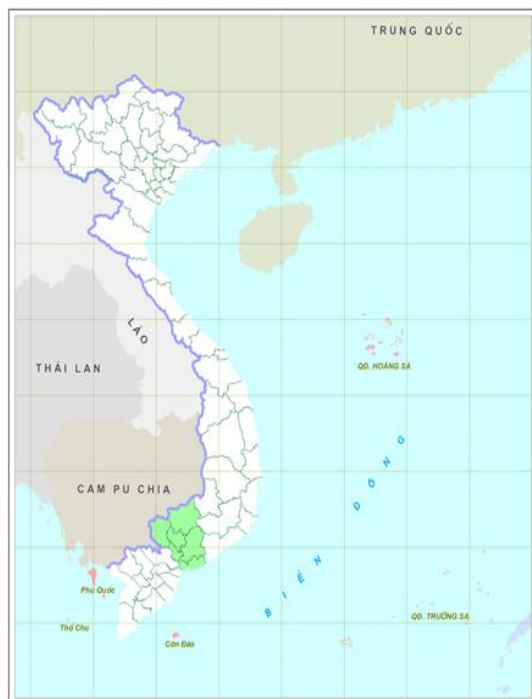 TRUNG QUỐC
LÀO
THÁI LAN
QĐ. HOÀNG SA
CAM PU CHIA
BIỂN ĐÔNG
Phú Quốc
Thổ Chu
Côn Đảo
QĐ. TRƯỜNG SA